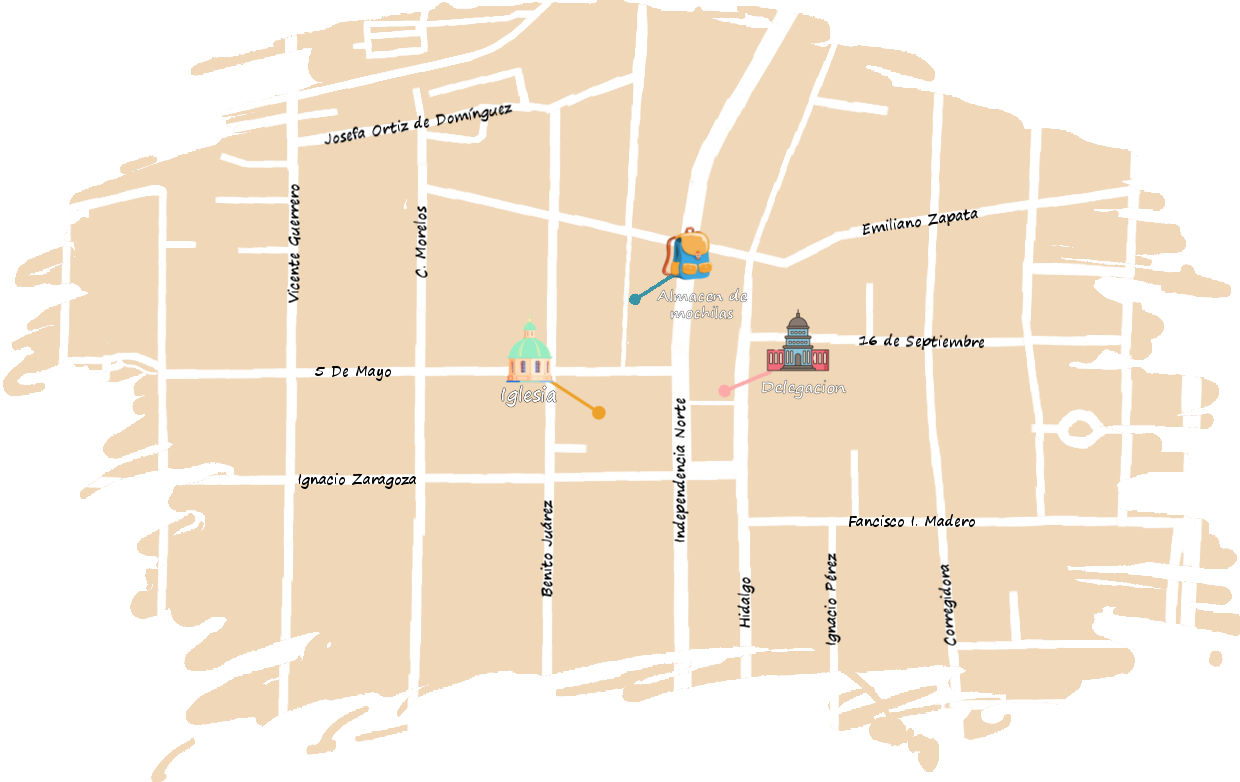 Josefa Ortiz de Domínguez
Vicente Guerrero
C. Morelos
Emiliano Zapata
Almacen de
mochilas
16 de Septiembre
5 De Mayo
Iglesia
Delegacion
Independencia Norte
Ignacio Zaragoza
Benito Juárez
Fancisco I. Madero
Hidalgo
Ignacio Pérez
Corregidora